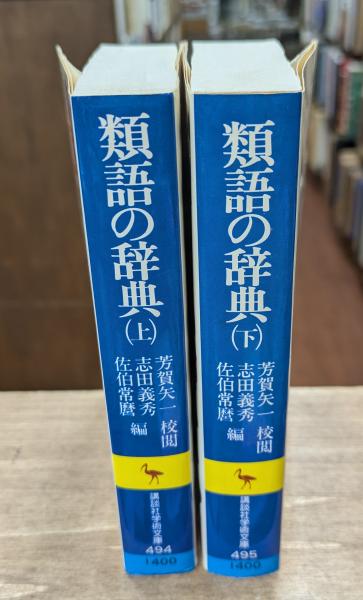 類語の辞典(上)
芳賀矢一 校閲
志田義秀
佐伯常麿 編
講談社学術文庫
494
1400
類語の辞典(下)
芳賀矢一 校閲
志田義秀
佐伯常麿 編
講談社学術文庫
495
1400